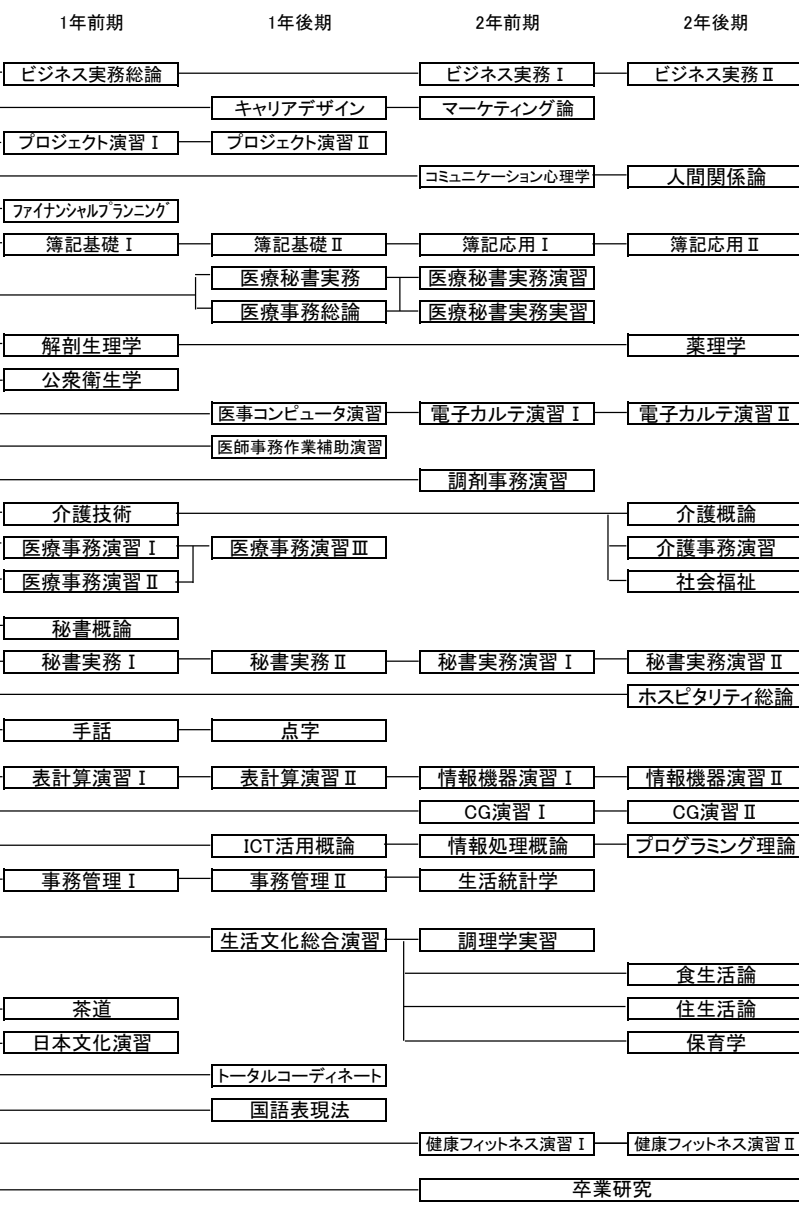 1年前期 1年後期 2年前期 2年後期
ビジネス実務総論 ビジネス実務Ⅰ ビジネス実務Ⅱ
キャリアデザイン マーケティング論
プロジェクト演習Ⅰ プロジェクト演習Ⅱ
コミュニケーション心理学 人間関係論
ファイナンシャルプランニング
簿記基礎Ⅰ 簿記基礎Ⅱ 簿記応用Ⅰ 簿記応用Ⅱ
医療秘書実務 医療秘書実務演習
医療事務総論 医療秘書実務実習
解剖生理学 薬理学
公衆衛生学
医事コンピュータ演習 電子カルテ演習Ⅰ 電子カルテ演習Ⅱ
医師事務作業補助演習
調剤事務演習
介護技術 介護概論
医療事務演習Ⅰ 医療事務演習Ⅲ 介護事務演習
医療事務演習Ⅱ 社会福祉
秘書概論
秘書実務Ⅰ 秘書実務Ⅱ 秘書実務演習Ⅰ 秘書実務演習Ⅱ
ホスピタリティ総論
手話 点字
表計算演習Ⅰ 表計算演習Ⅱ 情報機器演習Ⅰ 情報機器演習Ⅱ
CG演習Ⅰ CG演習Ⅱ
ICT活用概論 情報処理概論 プログラミング理論
事務管理Ⅰ 事務管理Ⅱ 生活統計学
生活文化総合演習 調理学実習
食生活論
茶道 住生活論
日本文化演習 保育学
トータルコーディネート
国語表現法
健康フィットネス演習Ⅰ 健康フィットネス演習Ⅱ
卒業研究